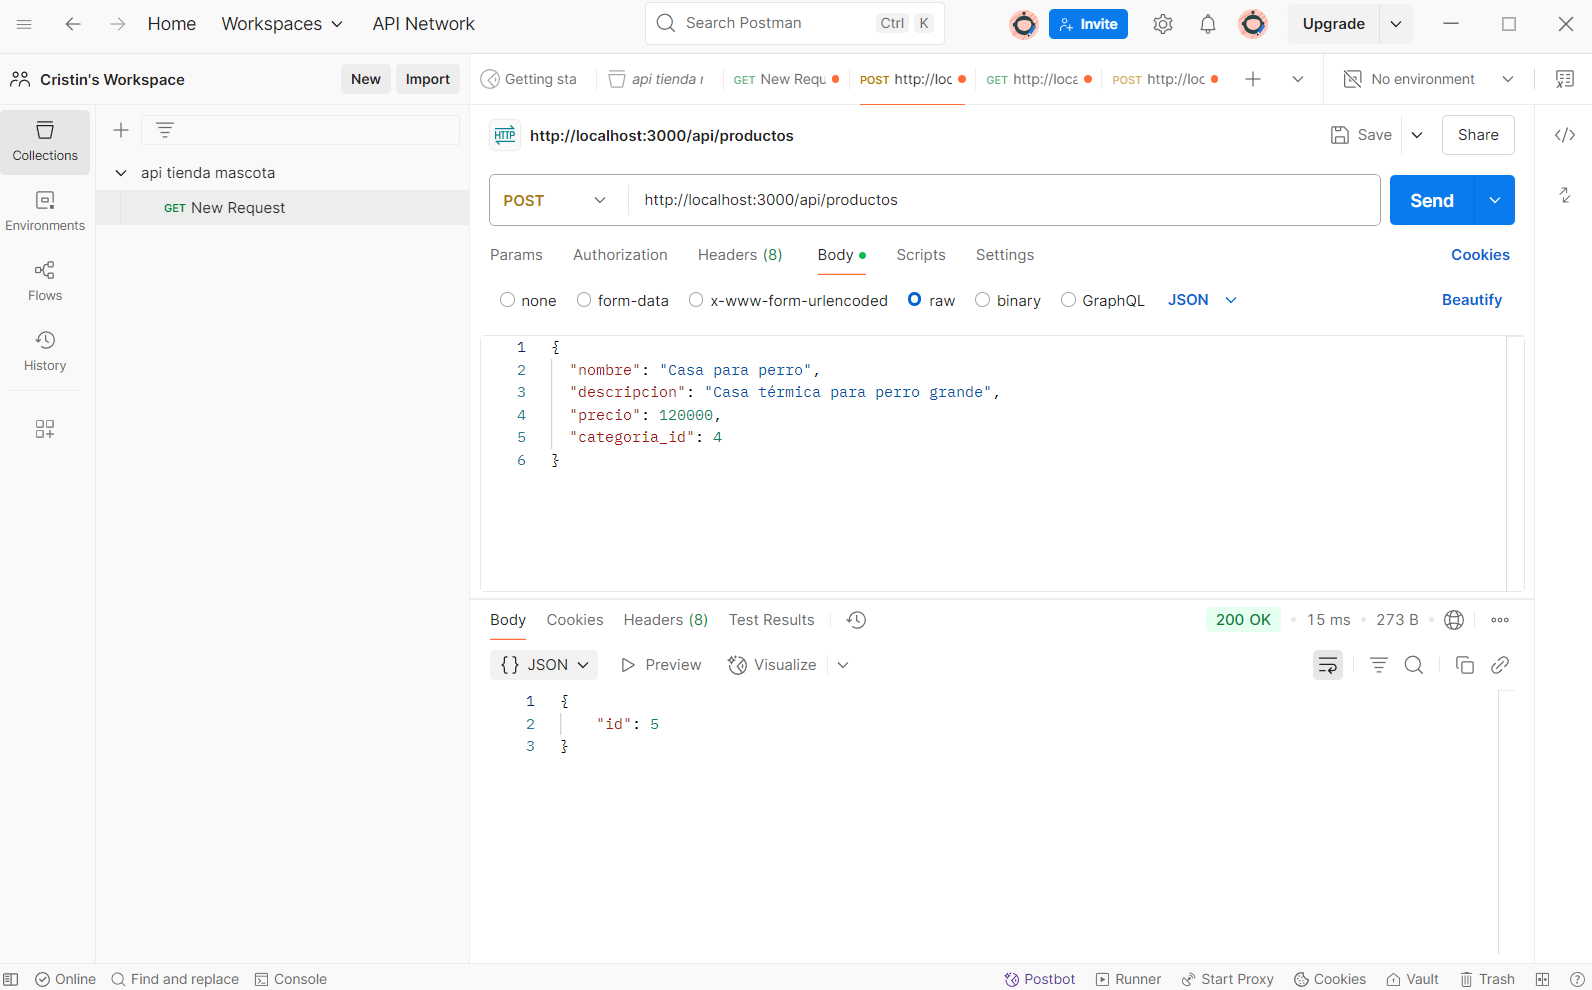 Home Workspaces API Network Search Postman Ctrl K Invite Upgrade
Cristin's Workspace New Import Getting sta api tienda r GET New Requ POST http://loc GET http://loca POST http://loc No environment
Collections
Environments
Flows
History
api tienda mascota
GET New Request
HTTP http://localhost:3000/api/productos Save Share
POST http://localhost:3000/api/productos Send
Params Authorization Headers (8) Body Scripts Settings Cookies
none form-data x-www-form-urlencoded raw binary GraphQL JSON Beautify
1 {
2 "nombre": "Casa para perro",
3 "descripcion": "Casa térmica para perro grande",
4 "precio": 120000,
5 "categoria_id": 4
6 }
Body Cookies Headers (8) Test Results 200 OK • 15 ms • 273 B
{} JSON Preview Visualize
1 {
2 "id": 5
3 }
Online Find and replace Console Postbot Runner Start Proxy Cookies Vault Trash